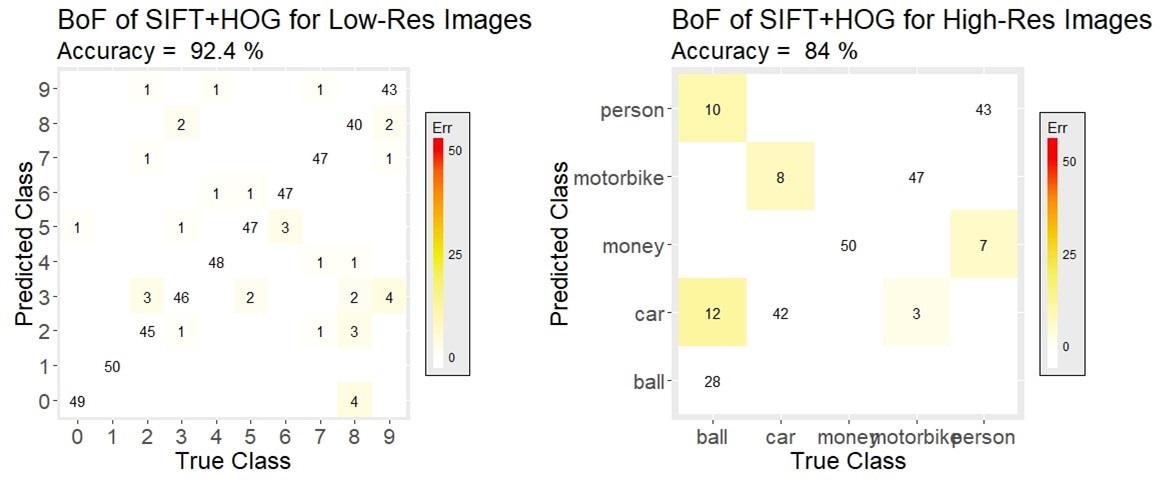 BoF of SIFT+HOG for Low-Res Images
Accuracy =  92.4 %
Predicted Class
9 1 1 1 43
8 2 40 2
7 1 47 1
6 1 1 47
5 1 1 47 3
4 48 1 1
3 3 46 2 2 4
2 45 1 1 3
1 50
0 49 4
0 1 2 3 4 5 6 7 8 9
True Class
Err
50
25
0
BoF of SIFT+HOG for High-Res Images
Accuracy =  84 %
Predicted Class
person 10 43
motorbike 8 47
money 50 7
car 12 42 3
ball 28
ball car money motorbike person
True Class
Err
50
25
0